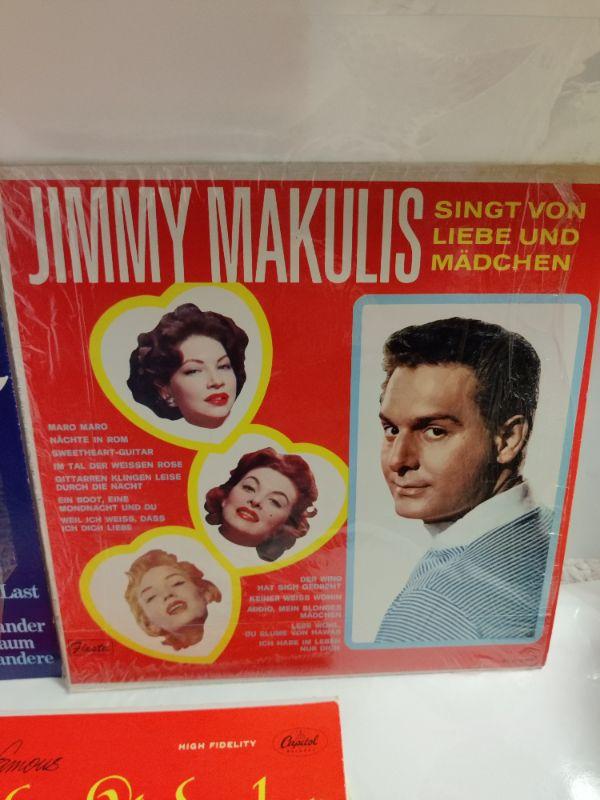 JIMMY MAKULIS
SINGT VON
LIEBE UND
MÄDCHEN
MARO MARO
NÄCHTE IN ROM
SWEETHEART-GUITAR
IM TAL DER WEISSEN ROSE
GITTARREN KLINGEN LEISE
DURCH DIE NACHT
EIN BOOT, EINE
MONDNACHT UND DU
WEIL ICH WEISS, DASS
ICH DICH LIEBE
DER WIND
HAT SICH GEDREHT
KEINER WEISS WOHIN
ADDIO, MEIN BLONDES
MÄDCHEN
LEBE WOHL,
DU BLUME VON HAWAII
ICH HABE IM LEBEN
NUR DICH
Fiesta
Last
ander
aum
andere
HIGH FIDELITY
Capitol
RECORDS
amous